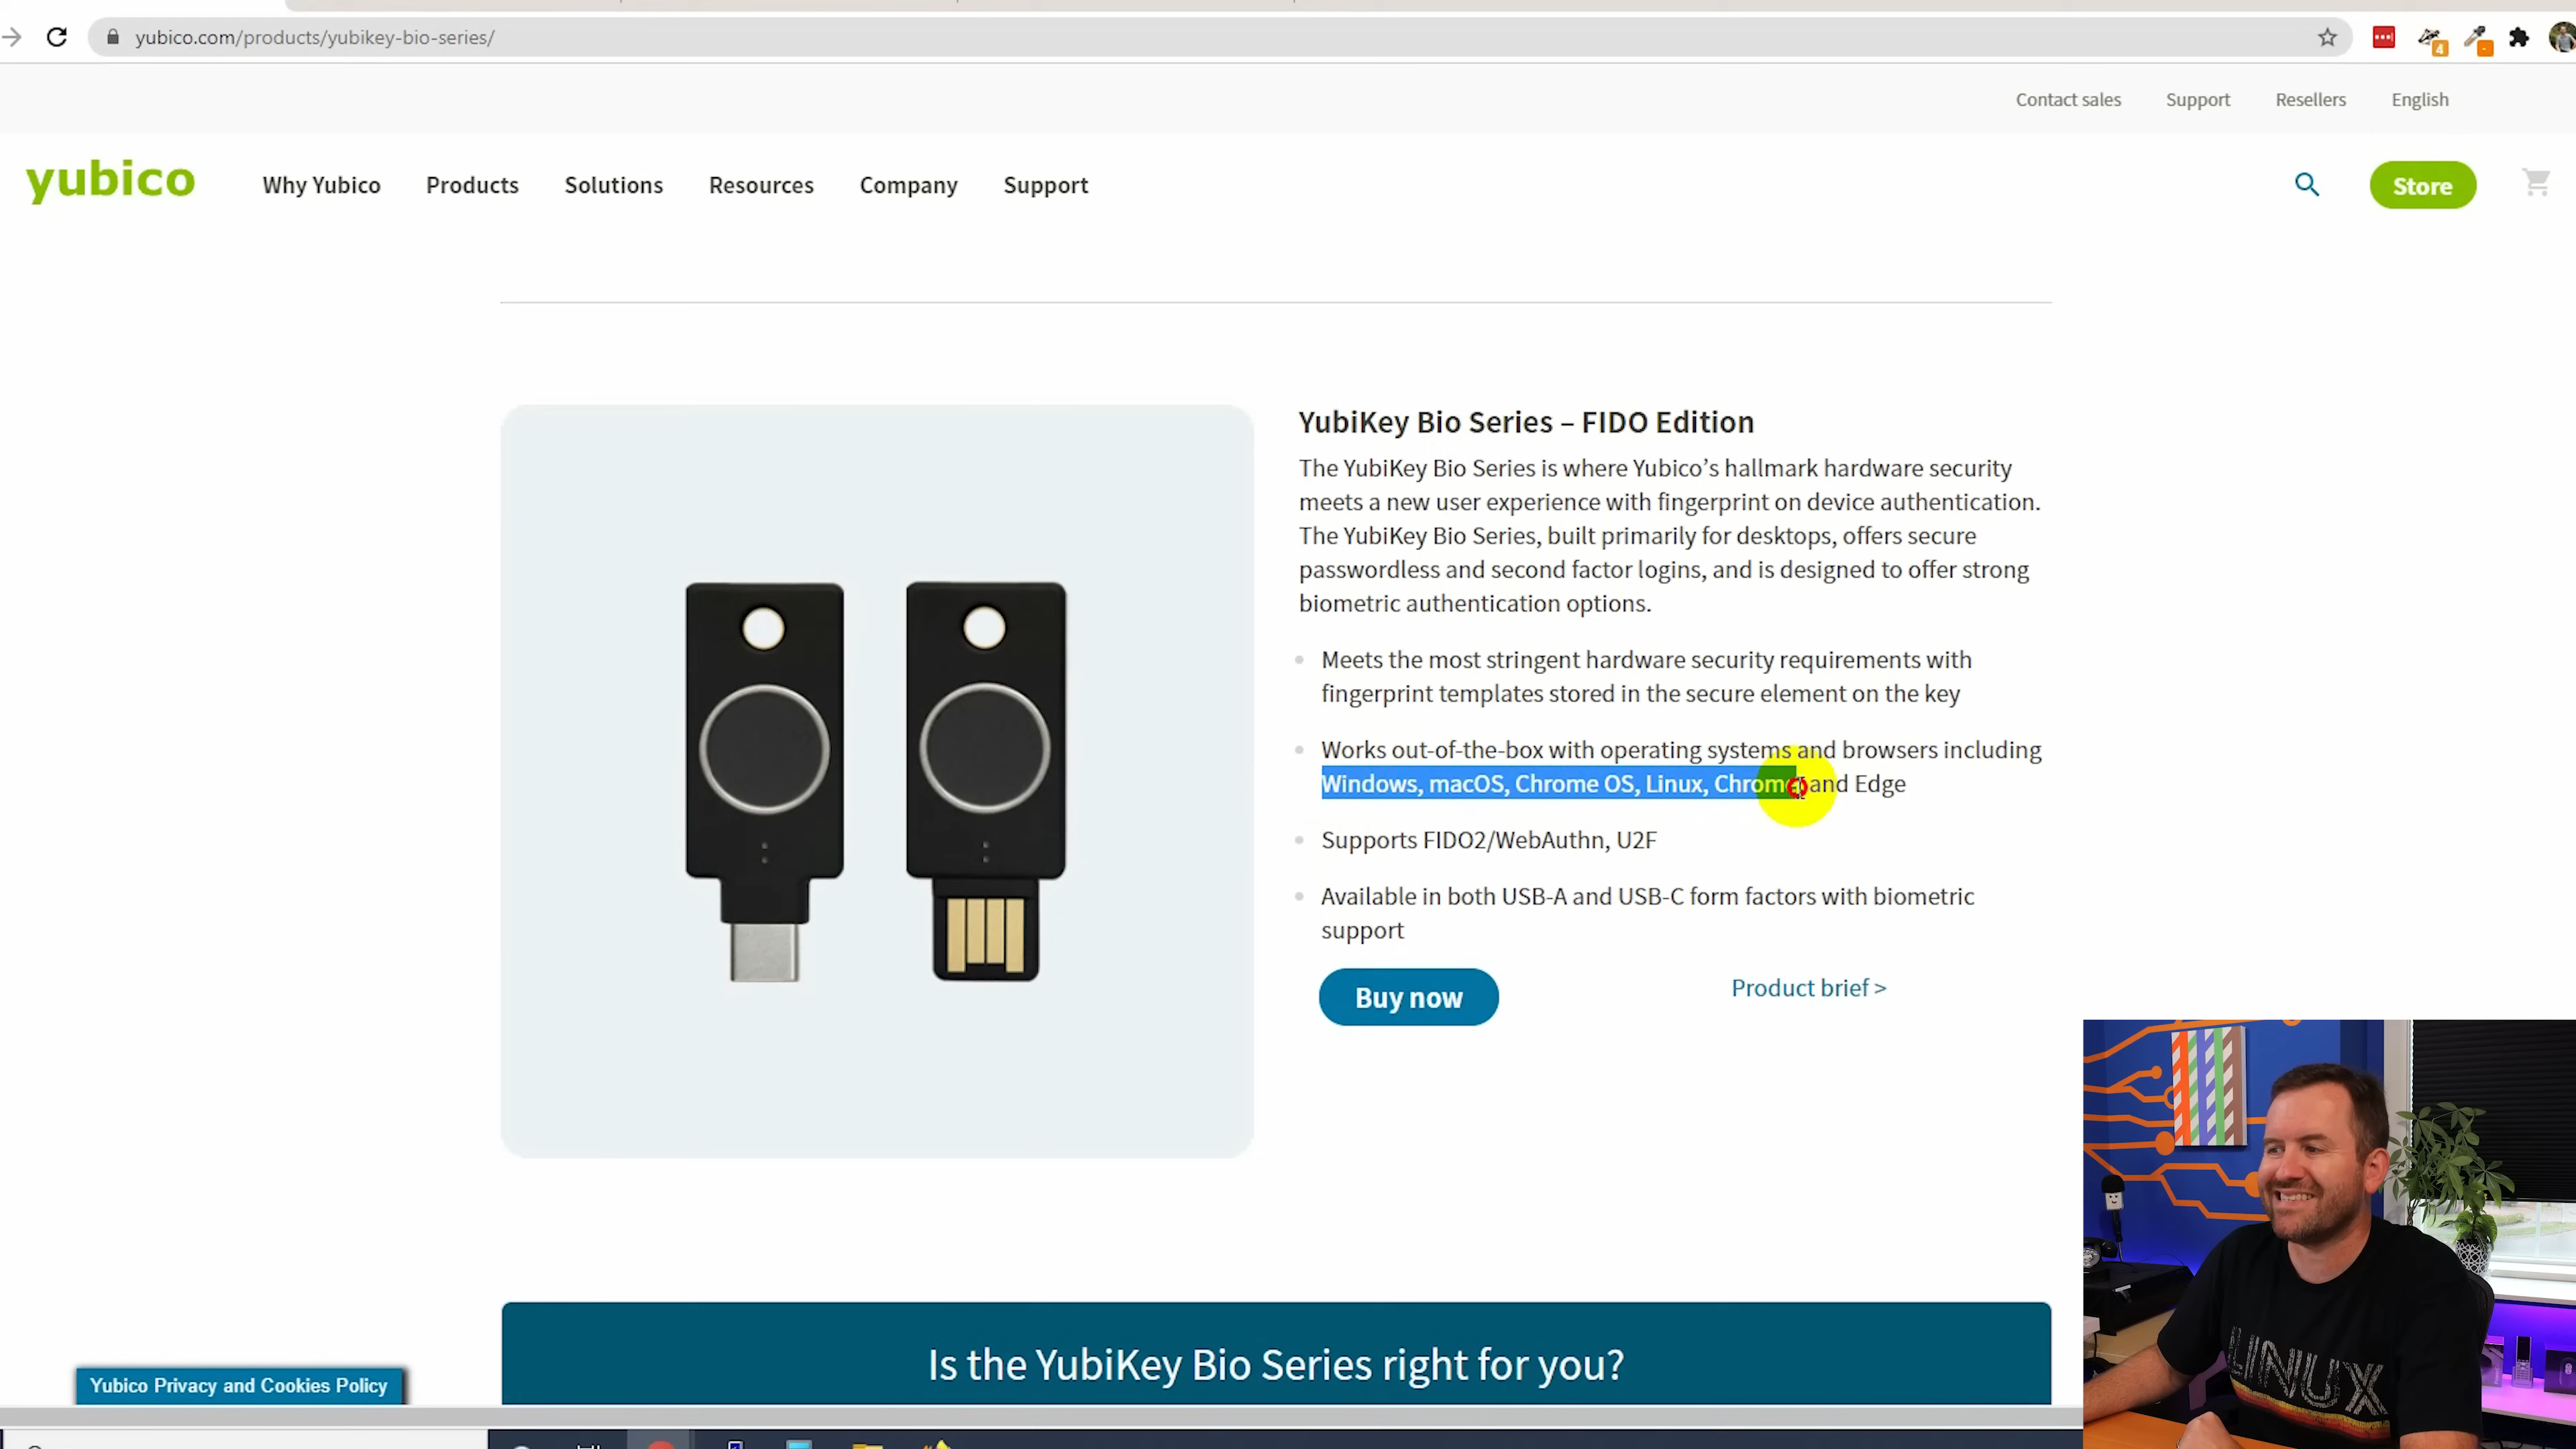 yubico.com/products/yubikey-bio-series/
4
Contact sales Support Resellers English
yubico Why Yubico Products Solutions Resources Company Support Store
YubiKey Bio Series – FIDO Edition
The YubiKey Bio Series is where Yubico’s hallmark hardware security
meets a new user experience with fingerprint on device authentication.
The YubiKey Bio Series, built primarily for desktops, offers secure
passwordless and second factor logins, and is designed to offer strong
biometric authentication options.
Meets the most stringent hardware security requirements with
fingerprint templates stored in the secure element on the key
Works out-of-the-box with operating systems and browsers including
Windows, macOS, Chrome OS, Linux, Chrome and Edge
Supports FIDO2/WebAuthn, U2F
Available in both USB-A and USB-C form factors with biometric
support
Buy now
Product brief >
Is the YubiKey Bio Series right for you?
Yubico Privacy and Cookies Policy
LINUX